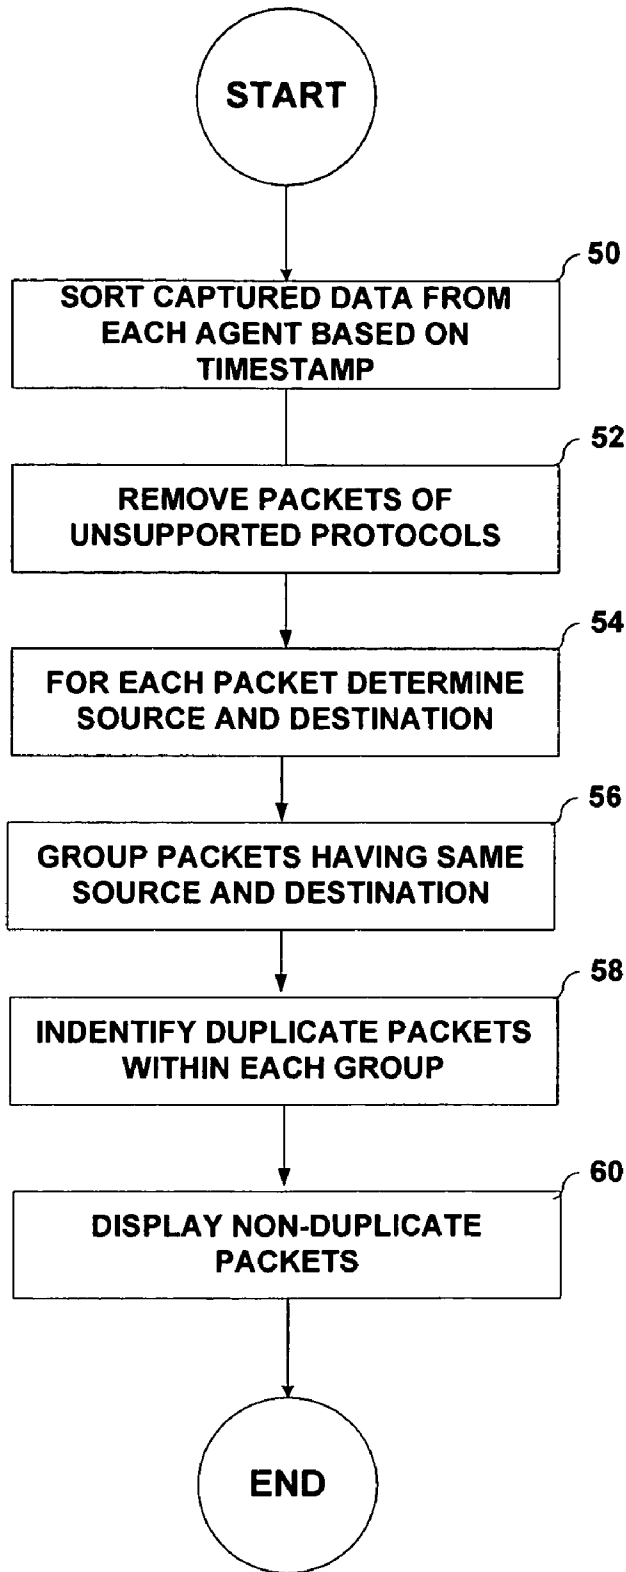 START
50
SORT CAPTURED DATA FROM
EACH AGENT BASED ON
TIMESTAMP
52
REMOVE PACKETS OF
UNSUPPORTED PROTOCOLS
54
FOR EACH PACKET DETERMINE
SOURCE AND DESTINATION
56
GROUP PACKETS HAVING SAME
SOURCE AND DESTINATION
58
INDENTIFY DUPLICATE PACKETS
WITHIN EACH GROUP
60
DISPLAY NON-DUPLICATE
PACKETS
END